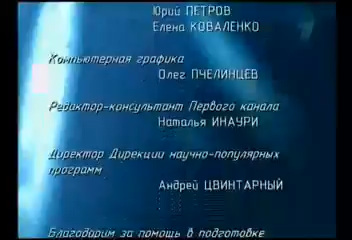 Юрий ПЕТРОВ
Елена КОВАЛЕНКО
Компьютерная графика
Олег ПЧЕЛИНЦЕВ
Редактор-консультант Первого канала
Наталья ИНАУРИ
Директор Дирекции научно-популярных
программ
Андрей ЦВИНТАРНЫЙ
Благодарим за помощь в подготовке